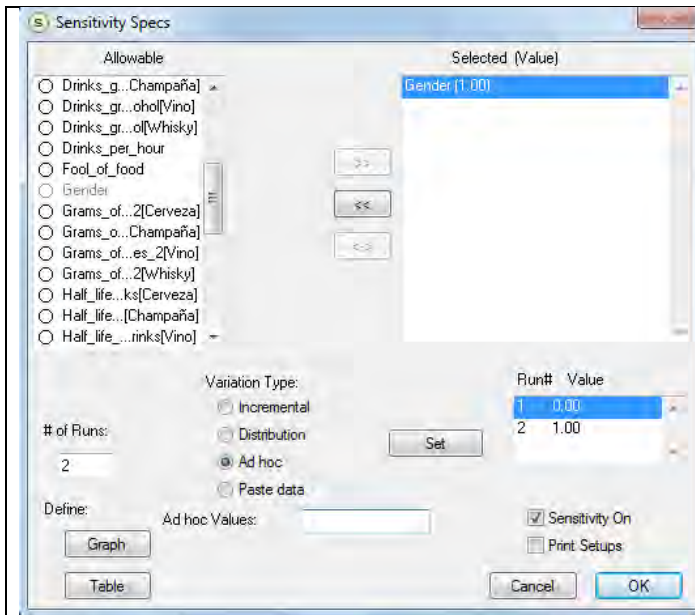 Sensitivity Specs
Allowable
Drinks_g...Champaña]
Drinks_gr...ohol[Vino]
Drinks_gr...ol[Whisky]
Drinks_per_hour
Fool_of_food
Gender
Grams_of...2[Cerveza]
Grams_o...Champaña]
Grams_of...es_2[Vino]
Grams_of...2[Whisky]
Half_life...ks[Cerveza]
Half_life...[Champaña]
Half_life_...rinks[Vino]
>>
<<
<->
Selected (Value)
Gender (1.00)
# of Runs:
2
Variation Type:
Incremental
Distribution
Ad hoc
Paste data
Set
Run# Value
1 0.00
2 1.00
Define:
Graph
Table
Ad hoc Values:
Sensitivity On
Print Setups
Cancel
OK